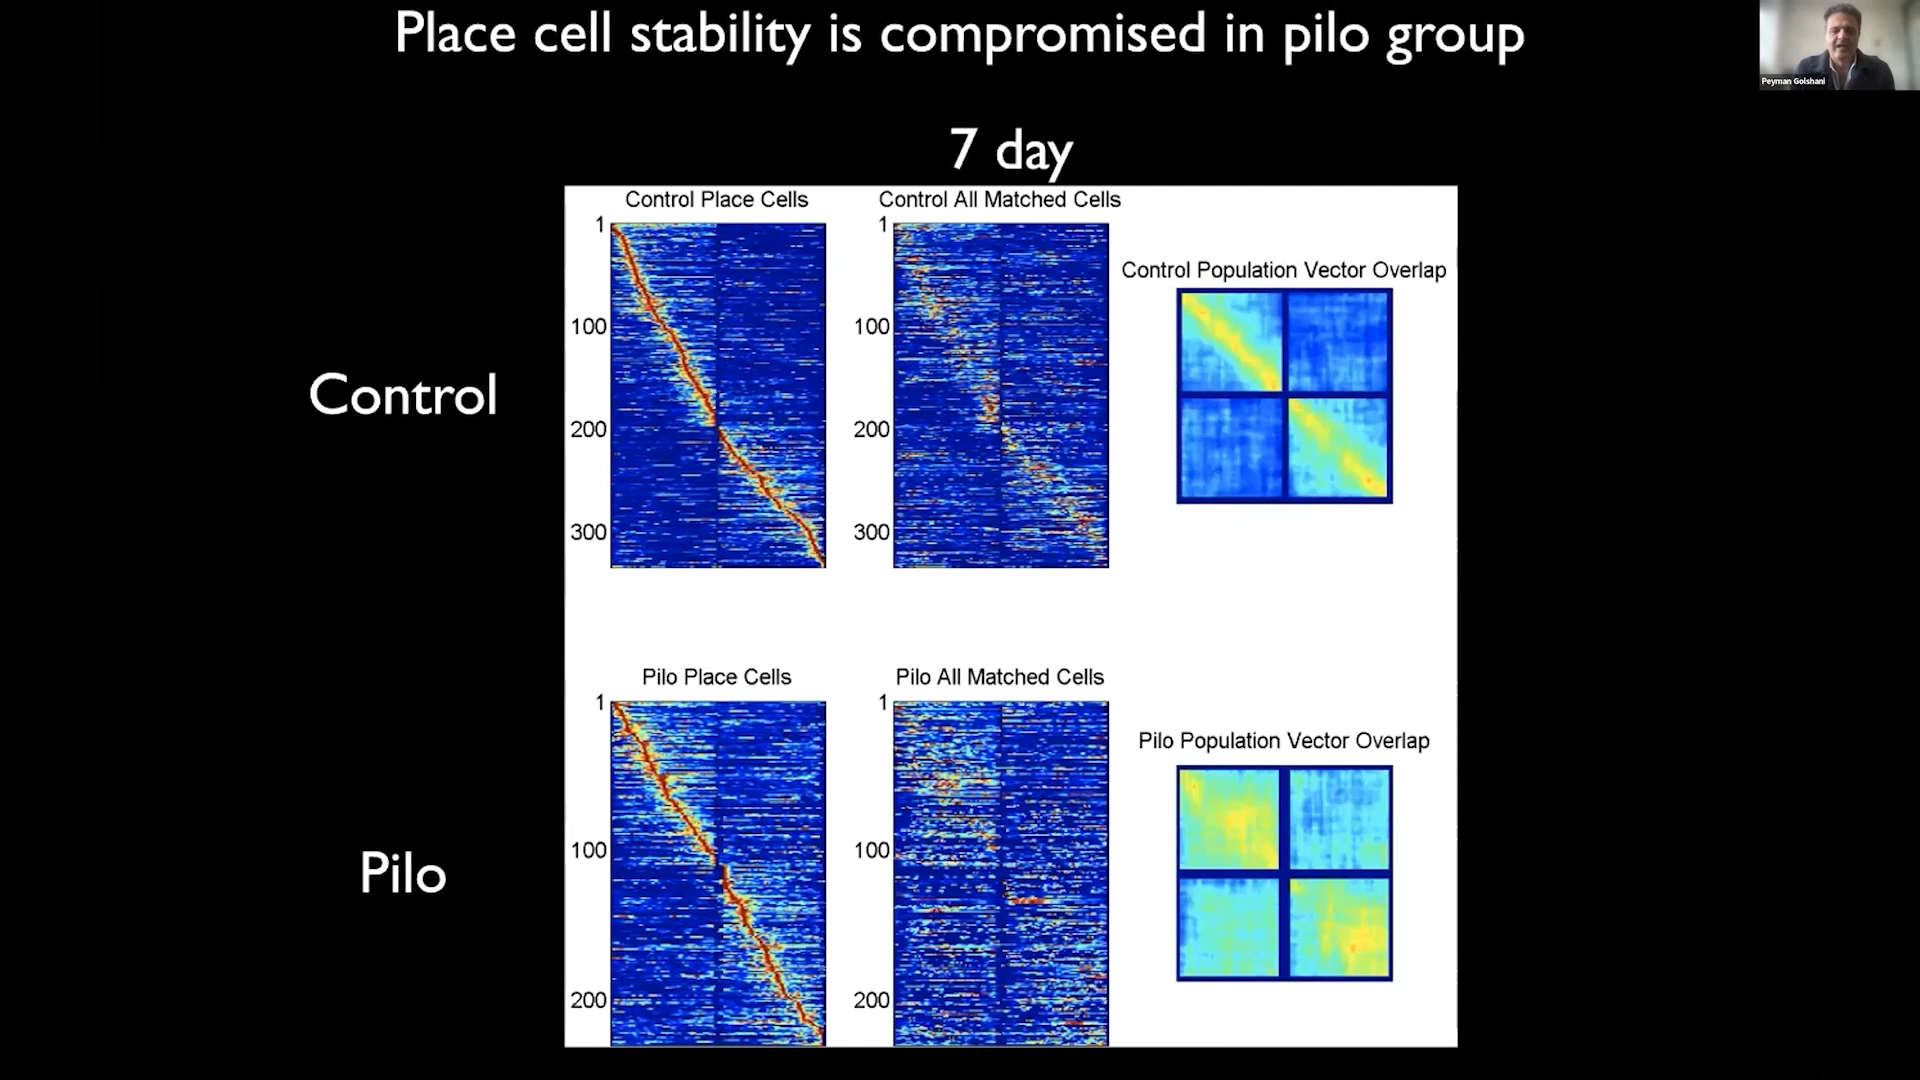 Place cell stability is compromised in pilo group
Peyman Golshani
7 day
Control Place Cells
Control All Matched Cells
1
100
200
300
1
100
200
300
Control Population Vector Overlap
Control
Pilo Place Cells
Pilo All Matched Cells
1
100
200
1
100
200
Pilo Population Vector Overlap
Pilo